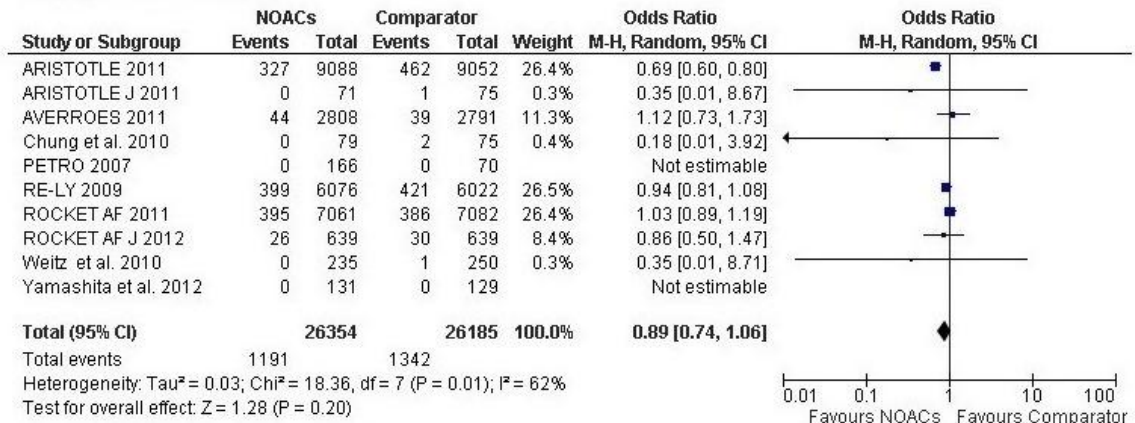 NOACs Comparator Odds Ratio Odds Ratio
Study or Subgroup Events Total Events Total Weight M-H, Random, 95% CI M-H, Random, 95% CI
ARISTOTLE 2011 327 9088 462 9052 26.4% 0.69 [0.60, 0.80]
ARISTOTLE J 2011 0 71 1 75 0.3% 0.35 [0.01, 8.67]
AVERROES 2011 44 2808 39 2791 11.3% 1.12 [0.73, 1.73]
Chung et al. 2010 0 79 2 75 0.4% 0.18 [0.01, 3.92]
PETRO 2007 0 166 0 70 Not estimable
RE-LY 2009 399 6076 421 6022 26.5% 0.94 [0.81, 1.08]
ROCKET AF 2011 395 7061 386 7082 26.4% 1.03 [0.89, 1.19]
ROCKET AF J 2012 26 639 30 639 8.4% 0.86 [0.50, 1.47]
Weitz et al. 2010 0 235 1 250 0.3% 0.35 [0.01, 8.71]
Yamashita et al. 2012 0 131 0 129 Not estimable
Total (95% CI) 26354 26185 100.0% 0.89 [0.74, 1.06]
Total events 1191 1342
Heterogeneity: Tau² = 0.03; Chi² = 18.36, df = 7 (P = 0.01); I² = 62%
Test for overall effect: Z = 1.28 (P = 0.20)
0.01 0.1 1 10 100
Favours NOACs Favours Comparator